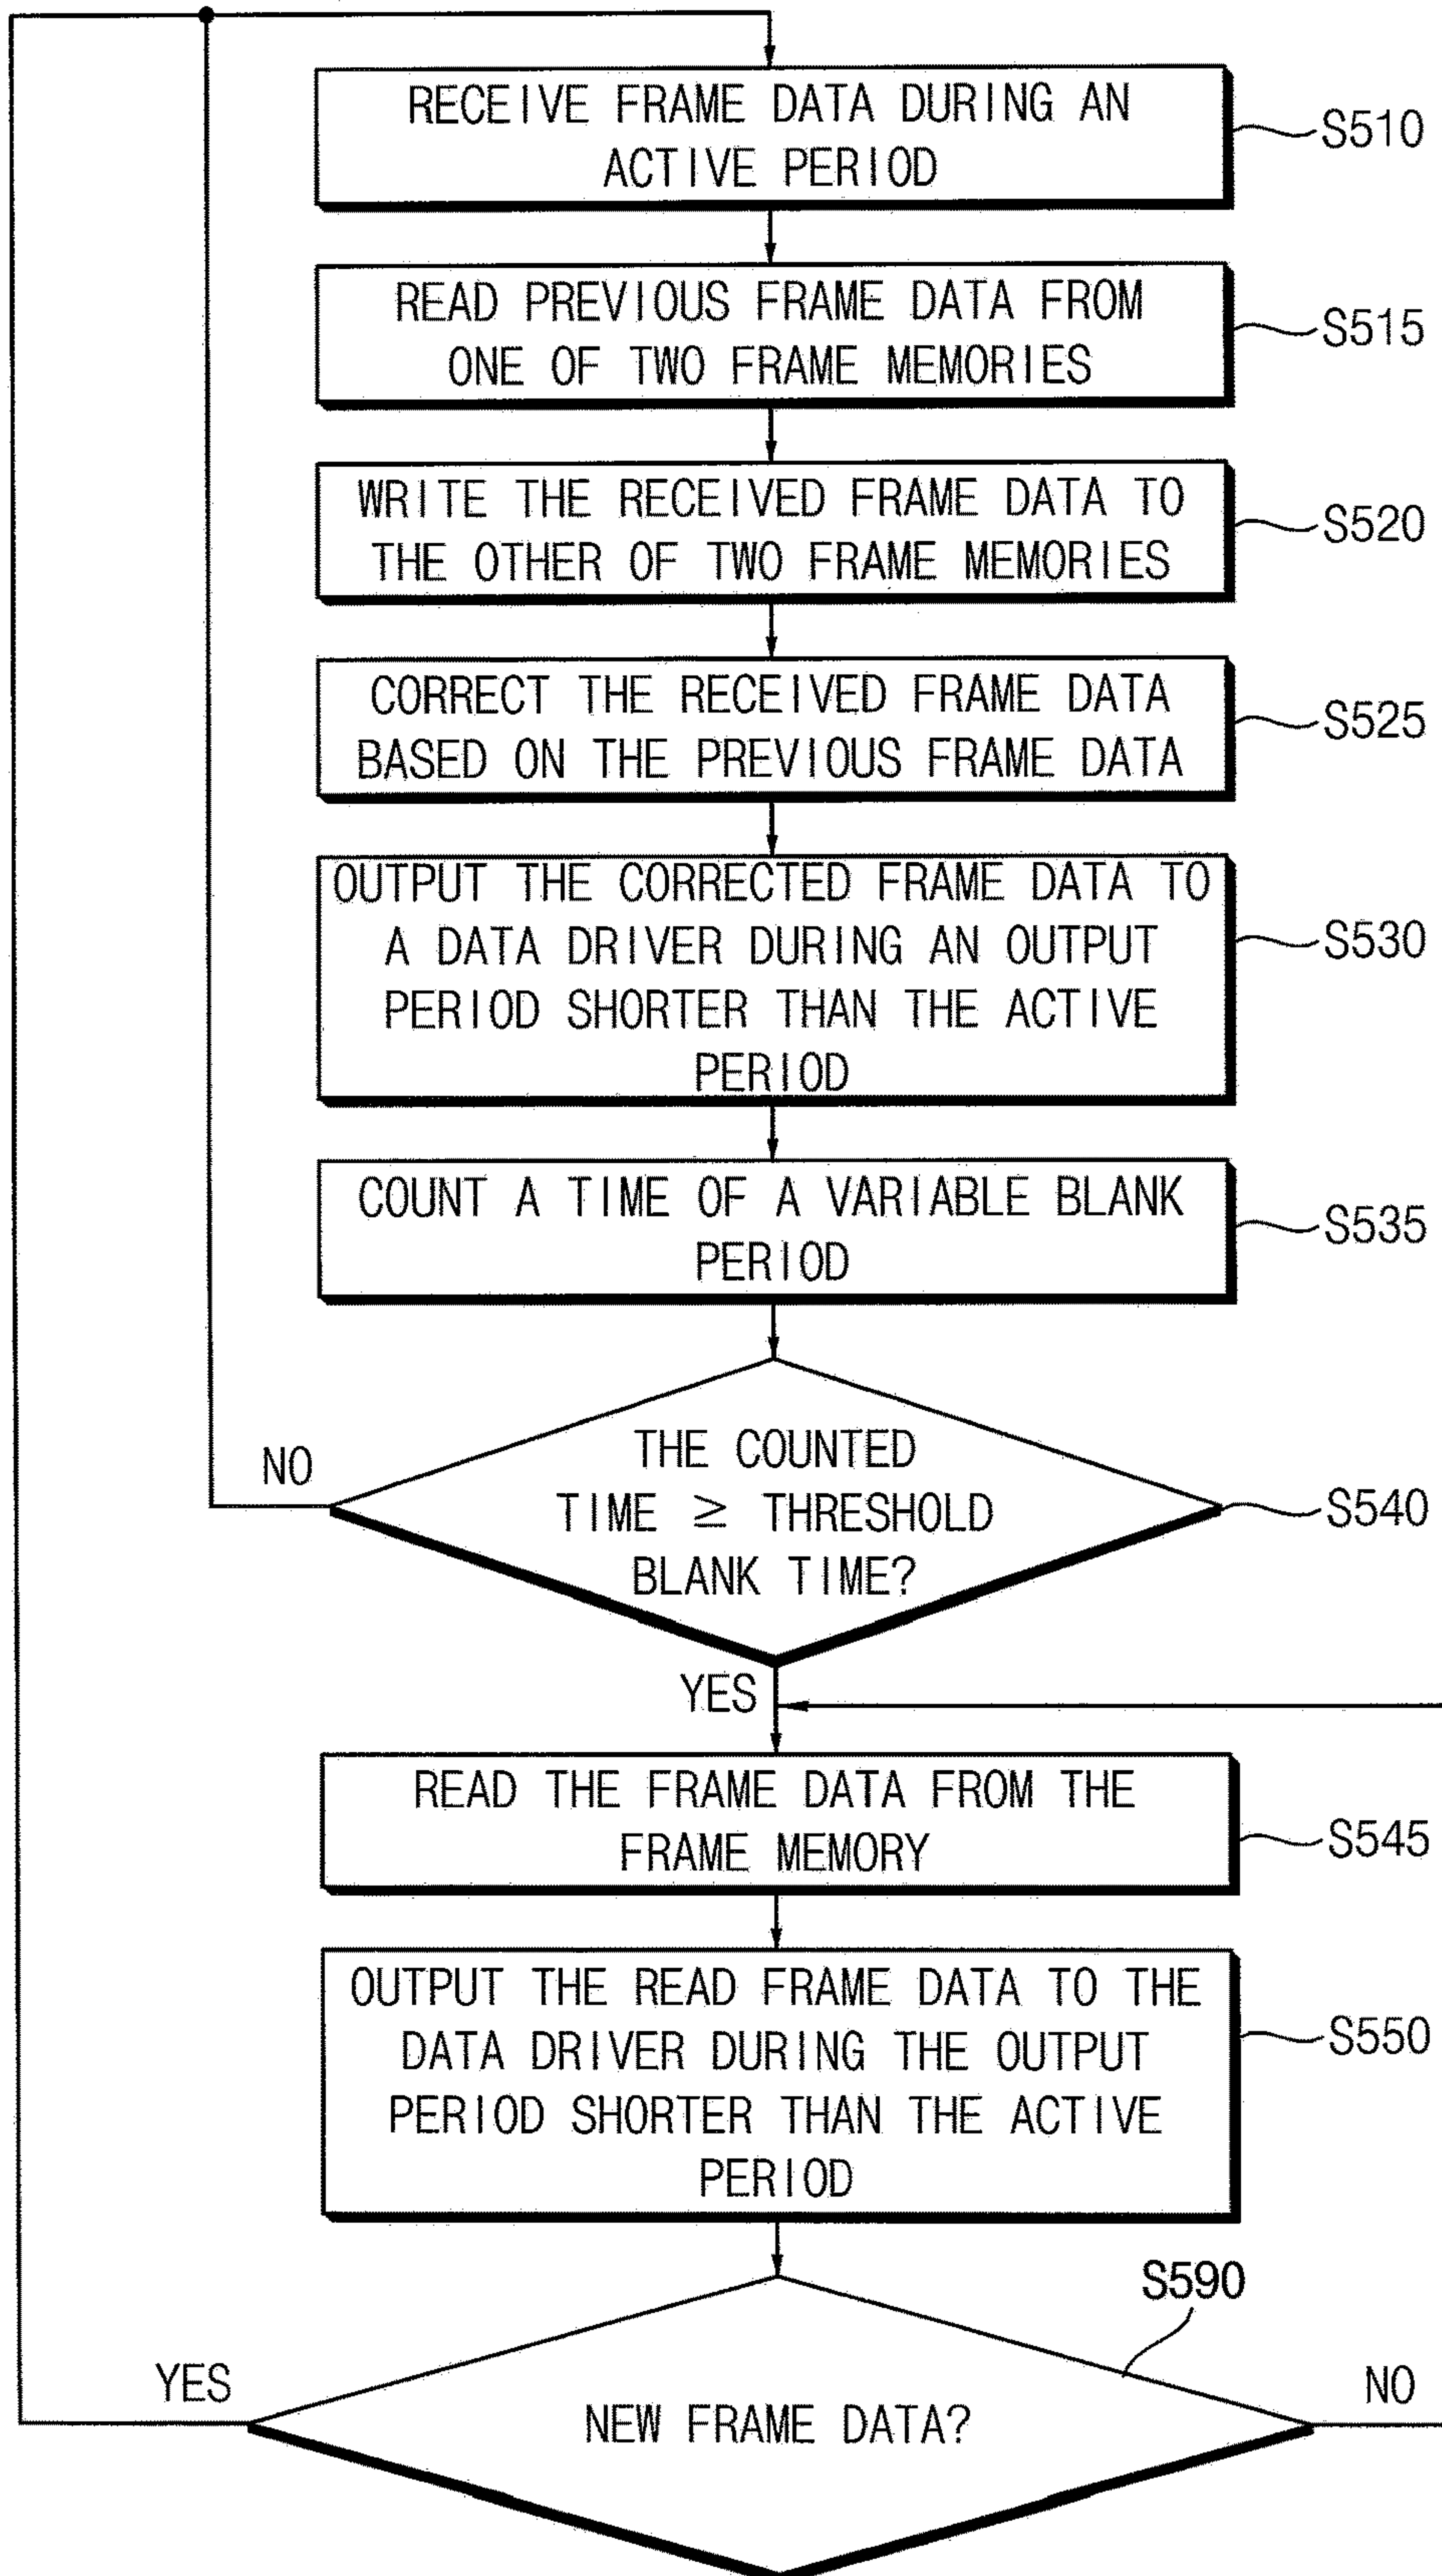 RECEIVE FRAME DATA DURING AN
ACTIVE PERIOD
S510
READ PREVIOUS FRAME DATA FROM
ONE OF TWO FRAME MEMORIES
S515
WRITE THE RECEIVED FRAME DATA TO
THE OTHER OF TWO FRAME MEMORIES
S520
CORRECT THE RECEIVED FRAME DATA
BASED ON THE PREVIOUS FRAME DATA
S525
OUTPUT THE CORRECTED FRAME DATA TO
A DATA DRIVER DURING AN OUTPUT
PERIOD SHORTER THAN THE ACTIVE
PERIOD
S530
COUNT A TIME OF A VARIABLE BLANK
PERIOD
S535
NO
THE COUNTED
TIME ≥ THRESHOLD
BLANK TIME?
S540
YES
READ THE FRAME DATA FROM THE
FRAME MEMORY
S545
OUTPUT THE READ FRAME DATA TO THE
DATA DRIVER DURING THE OUTPUT
PERIOD SHORTER THAN THE ACTIVE
PERIOD
S550
S590
YES
NEW FRAME DATA?
NO